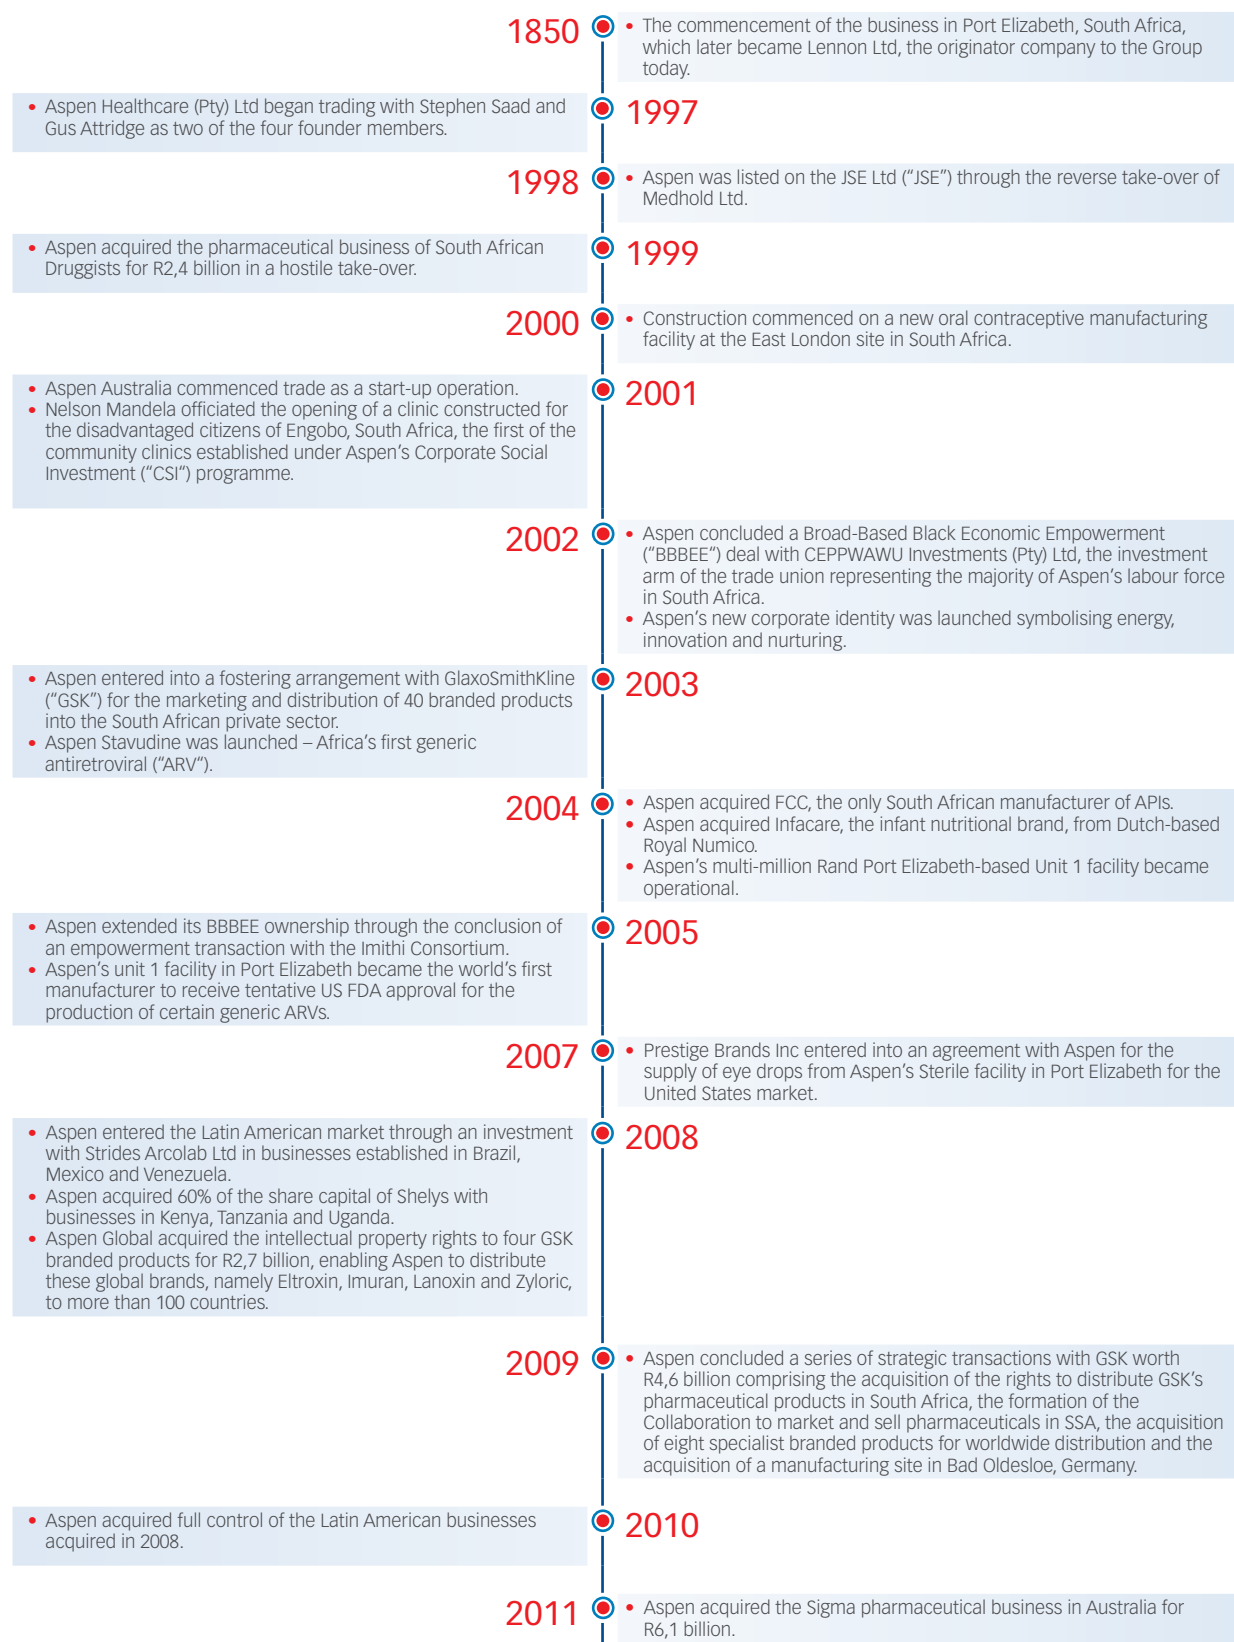 1850
• The commencement of the business in Port Elizabeth, South Africa,
which later became Lennon Ltd, the originator company to the Group
today.
1997
• Aspen Healthcare (Pty) Ltd began trading with Stephen Saad and
Gus Attridge as two of the four founder members.
1998
• Aspen was listed on the JSE Ltd (“JSE”) through the reverse take-over of
Medhold Ltd.
1999
• Aspen acquired the pharmaceutical business of South African
Druggists for R2,4 billion in a hostile take-over.
2000
• Construction commenced on a new oral contraceptive manufacturing
facility at the East London site in South Africa.
2001
• Aspen Australia commenced trade as a start-up operation.
• Nelson Mandela officiated the opening of a clinic constructed for
the disadvantaged citizens of Engobo, South Africa, the first of the
community clinics established under Aspen’s Corporate Social
Investment (“CSI”) programme.
2002
• Aspen concluded a Broad-Based Black Economic Empowerment
(“BBBEE”) deal with CEPPWAWU Investments (Pty) Ltd, the investment
arm of the trade union representing the majority of Aspen’s labour force
in South Africa.
• Aspen’s new corporate identity was launched symbolising energy,
innovation and nurturing.
2003
• Aspen entered into a fostering arrangement with GlaxoSmithKline
(“GSK”) for the marketing and distribution of 40 branded products
into the South African private sector.
• Aspen Stavudine was launched – Africa’s first generic
antiretroviral (“ARV”).
2004
• Aspen acquired FCC, the only South African manufacturer of APIs.
• Aspen acquired Infacare, the infant nutritional brand, from Dutch-based
Royal Numico.
• Aspen’s multi-million Rand Port Elizabeth-based Unit 1 facility became
operational.
2005
• Aspen extended its BBBEE ownership through the conclusion of
an empowerment transaction with the Imithi Consortium.
• Aspen’s unit 1 facility in Port Elizabeth became the world’s first
manufacturer to receive tentative US FDA approval for the
production of certain generic ARVs.
2007
• Prestige Brands Inc entered into an agreement with Aspen for the
supply of eye drops from Aspen’s Sterile facility in Port Elizabeth for the
United States market.
2008
• Aspen entered the Latin American market through an investment
with Strides Arcolab Ltd in businesses established in Brazil,
Mexico and Venezuela.
• Aspen acquired 60% of the share capital of Shelys with
businesses in Kenya, Tanzania and Uganda.
• Aspen Global acquired the intellectual property rights to four GSK
branded products for R2,7 billion, enabling Aspen to distribute
these global brands, namely Eltroxin, Imuran, Lanoxin and Zyloric,
to more than 100 countries.
2009
• Aspen concluded a series of strategic transactions with GSK worth
R4,6 billion comprising the acquisition of the rights to distribute GSK’s
pharmaceutical products in South Africa, the formation of the
Collaboration to market and sell pharmaceuticals in SSA, the acquisition
of eight specialist branded products for worldwide distribution and the
acquisition of a manufacturing site in Bad Oldesloe, Germany.
2010
• Aspen acquired full control of the Latin American businesses
acquired in 2008.
2011
• Aspen acquired the Sigma pharmaceutical business in Australia for
R6,1 billion.